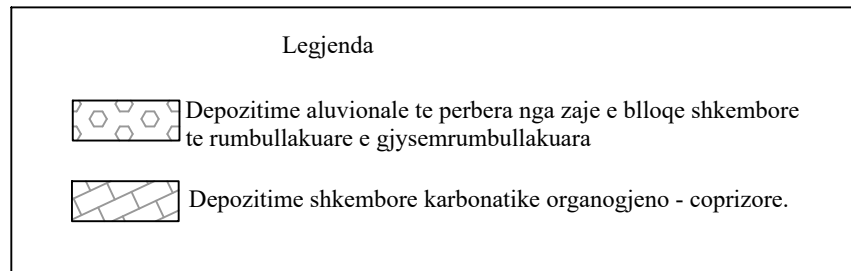 Legjenda
Depozitime aluvionale te perbera nga zaje e blloqe shkembore
te rumbullakuare e gjysemrumbullakuara
Depozitime shkembore karbonatike organogjeno - coprizore.